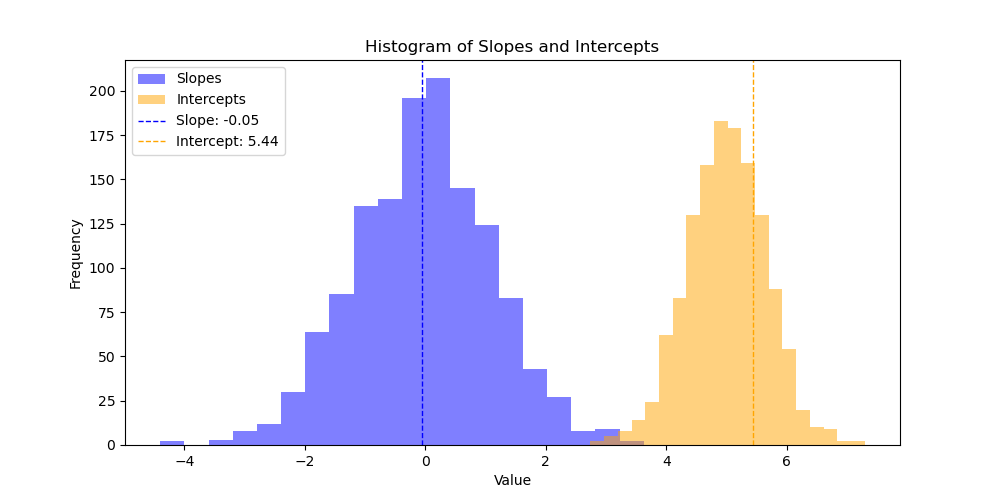 Histogram of Slopes and Intercepts
Slopes
Intercepts
Slope: -0.05
Intercept: 5.44
Frequency
200
175
150
125
100
75
50
25
0
−4
−2
0
2
4
6
Value